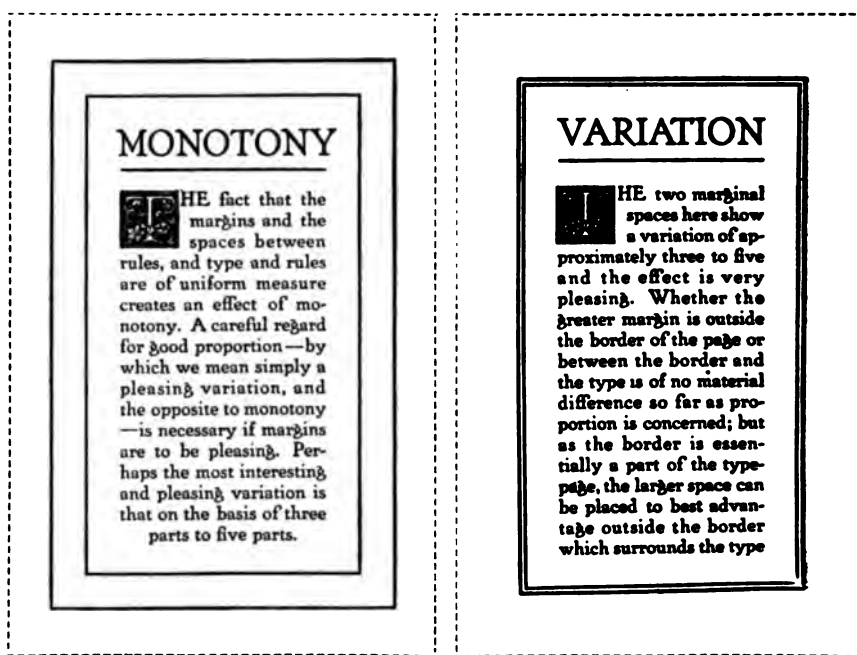 MONOTONY
THE fact that the
margins and the
spaces between
rules, and type and rules
are of uniform measure
creates an effect of mo-
notony. A careful regard
for good proportion—by
which we mean simply a
pleasing variation, and
the opposite to monotony
—is necessary if margins
are to be pleasing. Per-
haps the most interesting
and pleasing variation is
that on the basis of three
parts to five parts.
VARIATION
THE two marginal
spaces here show
a variation of ap-
proximately three to five
and the effect is very
pleasing. Whether the
greater margin is outside
the border of the page or
between the border and
the type is of no material
difference so far as pro-
portion is concerned; but
as the border is essen-
tially a part of the type-
page, the larger space can
be placed to best advan-
tage outside the border
which surrounds the type